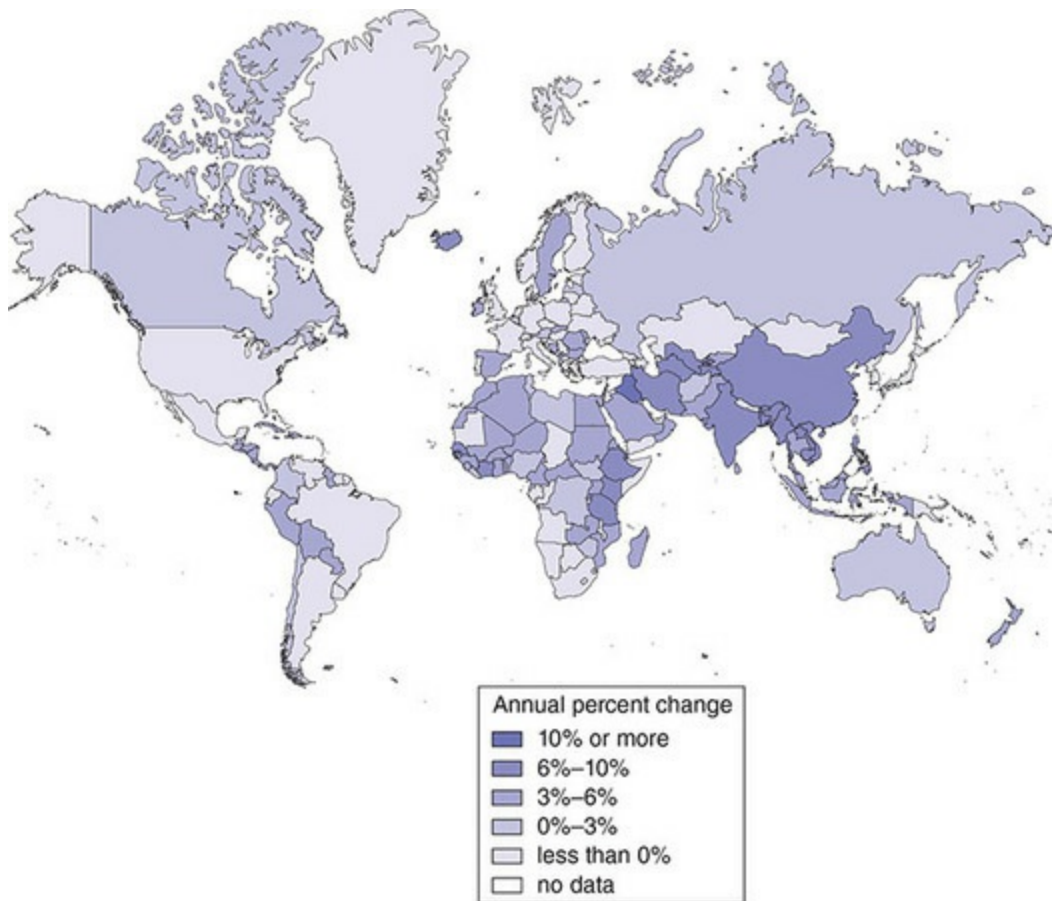 Annual percent change
10% or more
6%–10%
3%–6%
0%–3%
less than 0%
no data